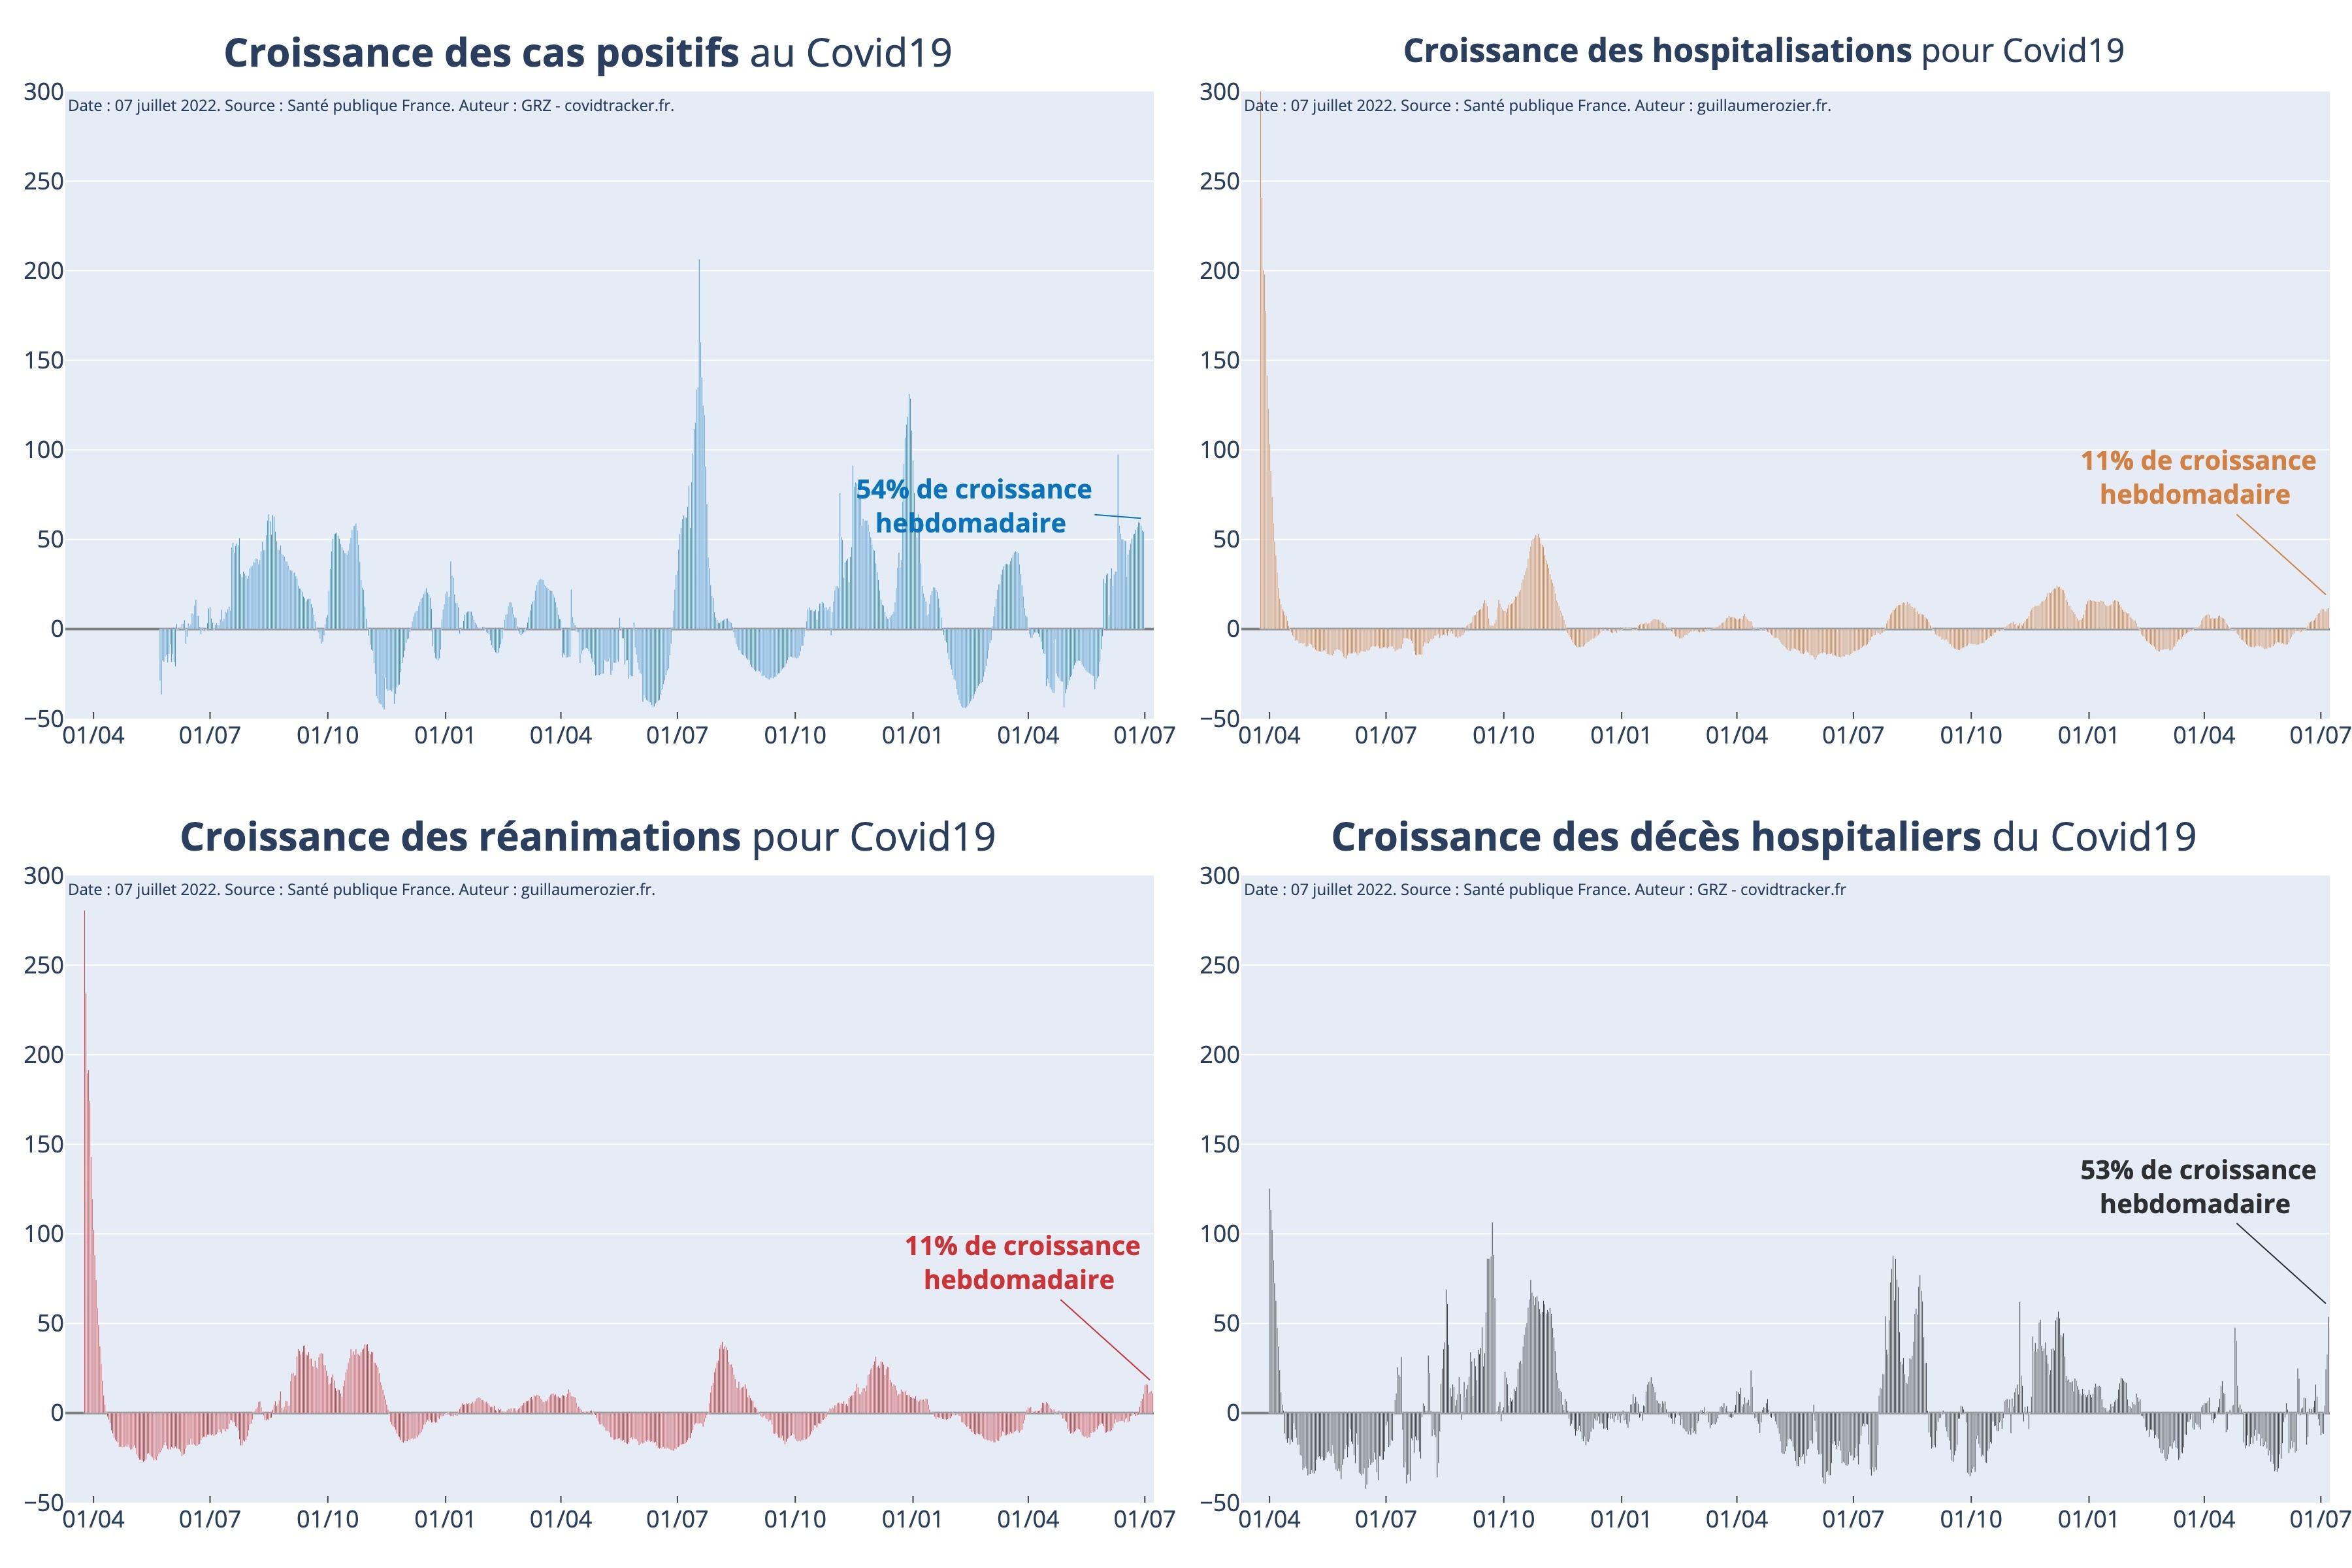 Croissance des cas positifs au Covid19
Date : 07 juillet 2022. Source : Santé publique France. Auteur : GRZ - covidtracker.fr.
300
250
200
150
100
50
0
−50
54% de croissance
hebdomadaire
01/04 01/07 01/10 01/01 01/04 01/07 01/10 01/01 01/04 01/07
Croissance des hospitalisations pour Covid19
Date : 07 juillet 2022. Source : Santé publique France. Auteur : guillaumerozier.fr.
300
250
200
150
100
50
0
−50
11% de croissance
hebdomadaire
01/04 01/07 01/10 01/01 01/04 01/07 01/10 01/01 01/04 01/07
Croissance des réanimations pour Covid19
Date : 07 juillet 2022. Source : Santé publique France. Auteur : guillaumerozier.fr.
300
250
200
150
100
50
0
−50
11% de croissance
hebdomadaire
01/04 01/07 01/10 01/01 01/04 01/07 01/10 01/01 01/04 01/07
Croissance des décès hospitaliers du Covid19
Date : 07 juillet 2022. Source : Santé publique France. Auteur : GRZ - covidtracker.fr
300
250
200
150
100
50
0
−50
53% de croissance
hebdomadaire
01/04 01/07 01/10 01/01 01/04 01/07 01/10 01/01 01/04 01/07